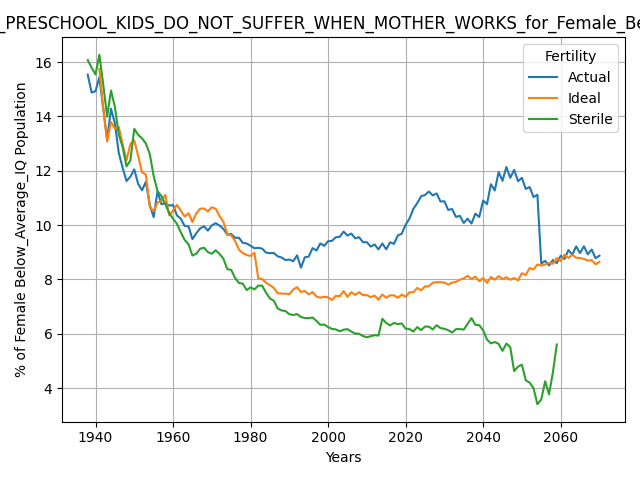 _PRESCHOOL_KIDS_DO_NOT_SUFFER_WHEN_MOTHER_WORKS_for_Female_Be
Fertility
Actual
Ideal
Sterile
% of Female Below_Average_IQ Population
16
14
12
10
8
6
4
1940 1960 1980 2000 2020 2040 2060
Years